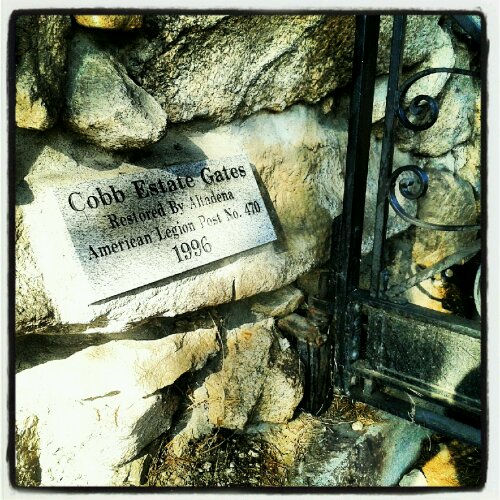 Cobb Estate Gates
Restored By Altadena
American Legion Post No. 470
1996